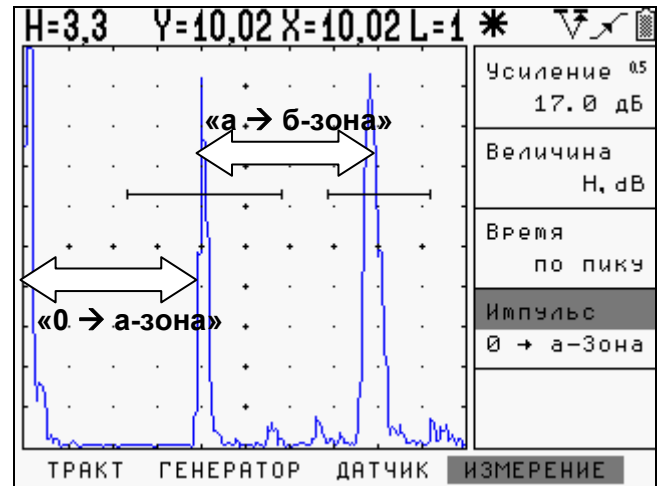 H=3,3 Y=10,02 X=10,02 L=1
Усиление 0.5
17.0 дБ
«а → б-зона»
Величина
H, dB
Время
по пику
«0 → а-зона»
Импульс
0 → а-Зона
ТРАКТ ГЕНЕРАТОР ДАТЧИК ИЗМЕРЕНИЕ